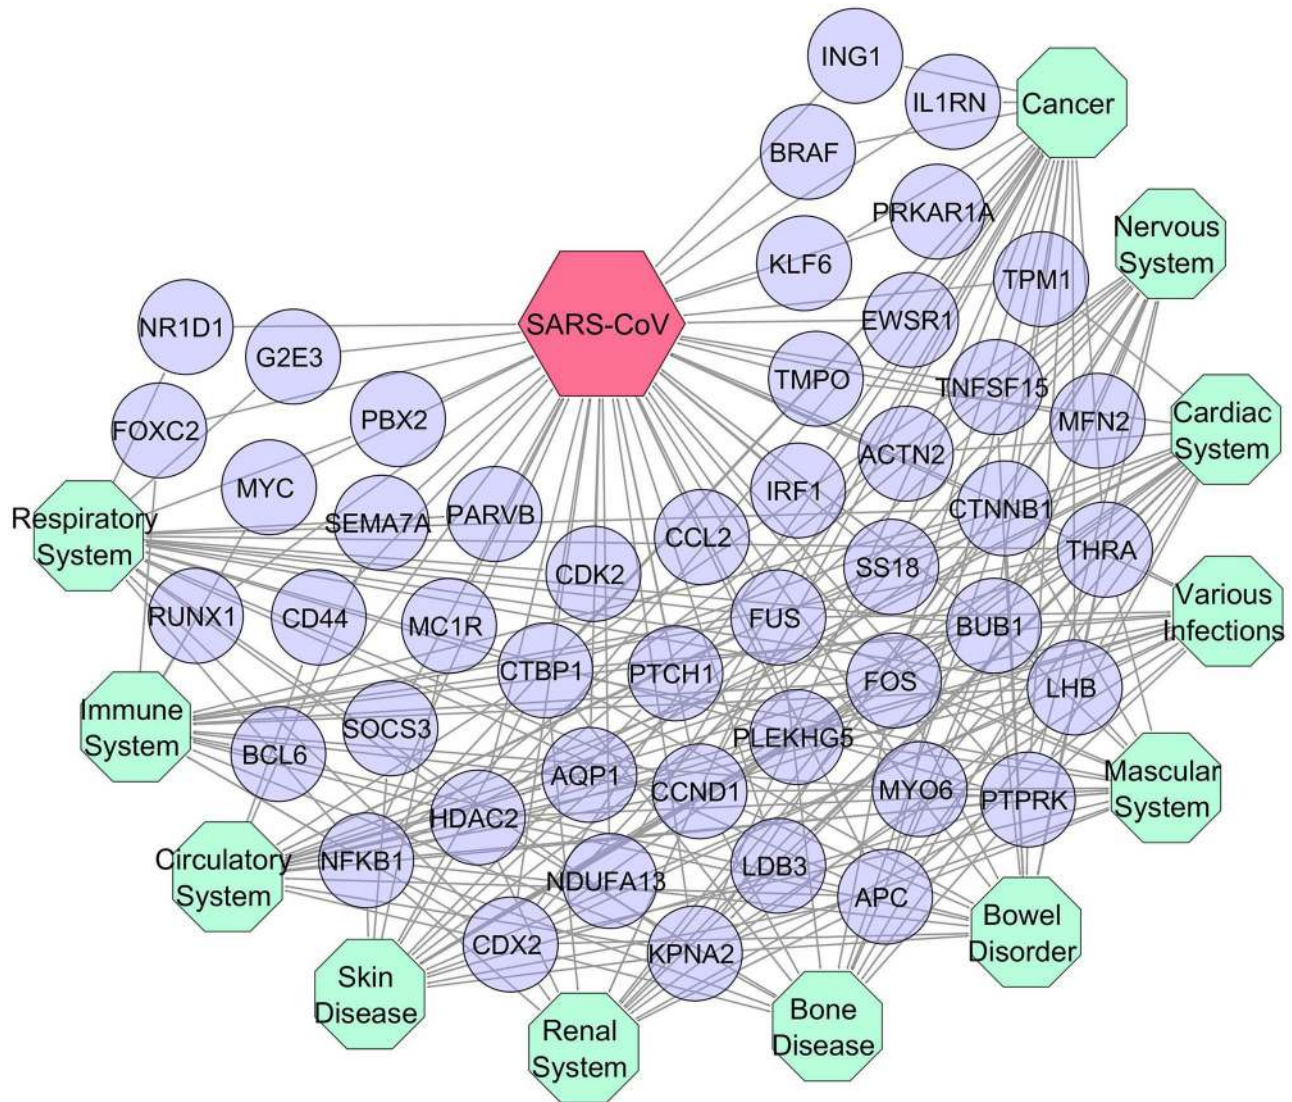 ING1
IL1RN
Cancer
BRAF
PRKAR1A
Nervous
System
KLF6
TPM1
NR1D1
SARS-CoV
EWSR1
G2E3
TMPO
TNFSF15
FOXC2
PBX2
MFN2
Cardiac
System
ACTN2
MYC
IRF1
Respiratory
System
SEMA7A
PARVB
CTNNB1
CCL2
THRA
CDK2
SS18
RUNX1
CD44
MC1R
FUS
BUB1
Various
Infections
CTBP1
PTCH1
FOS
LHB
Immune
System
SOCS3
PLEKHG5
BCL6
AQP1
CCND1
MYO6
PTPRK
Mascular
System
HDAC2
Circulatory
System
NFKB1
NDUFA13
LDB3
APC
Bowel
Disorder
CDX2
KPNA2
Skin
Disease
Renal
System
Bone
Disease